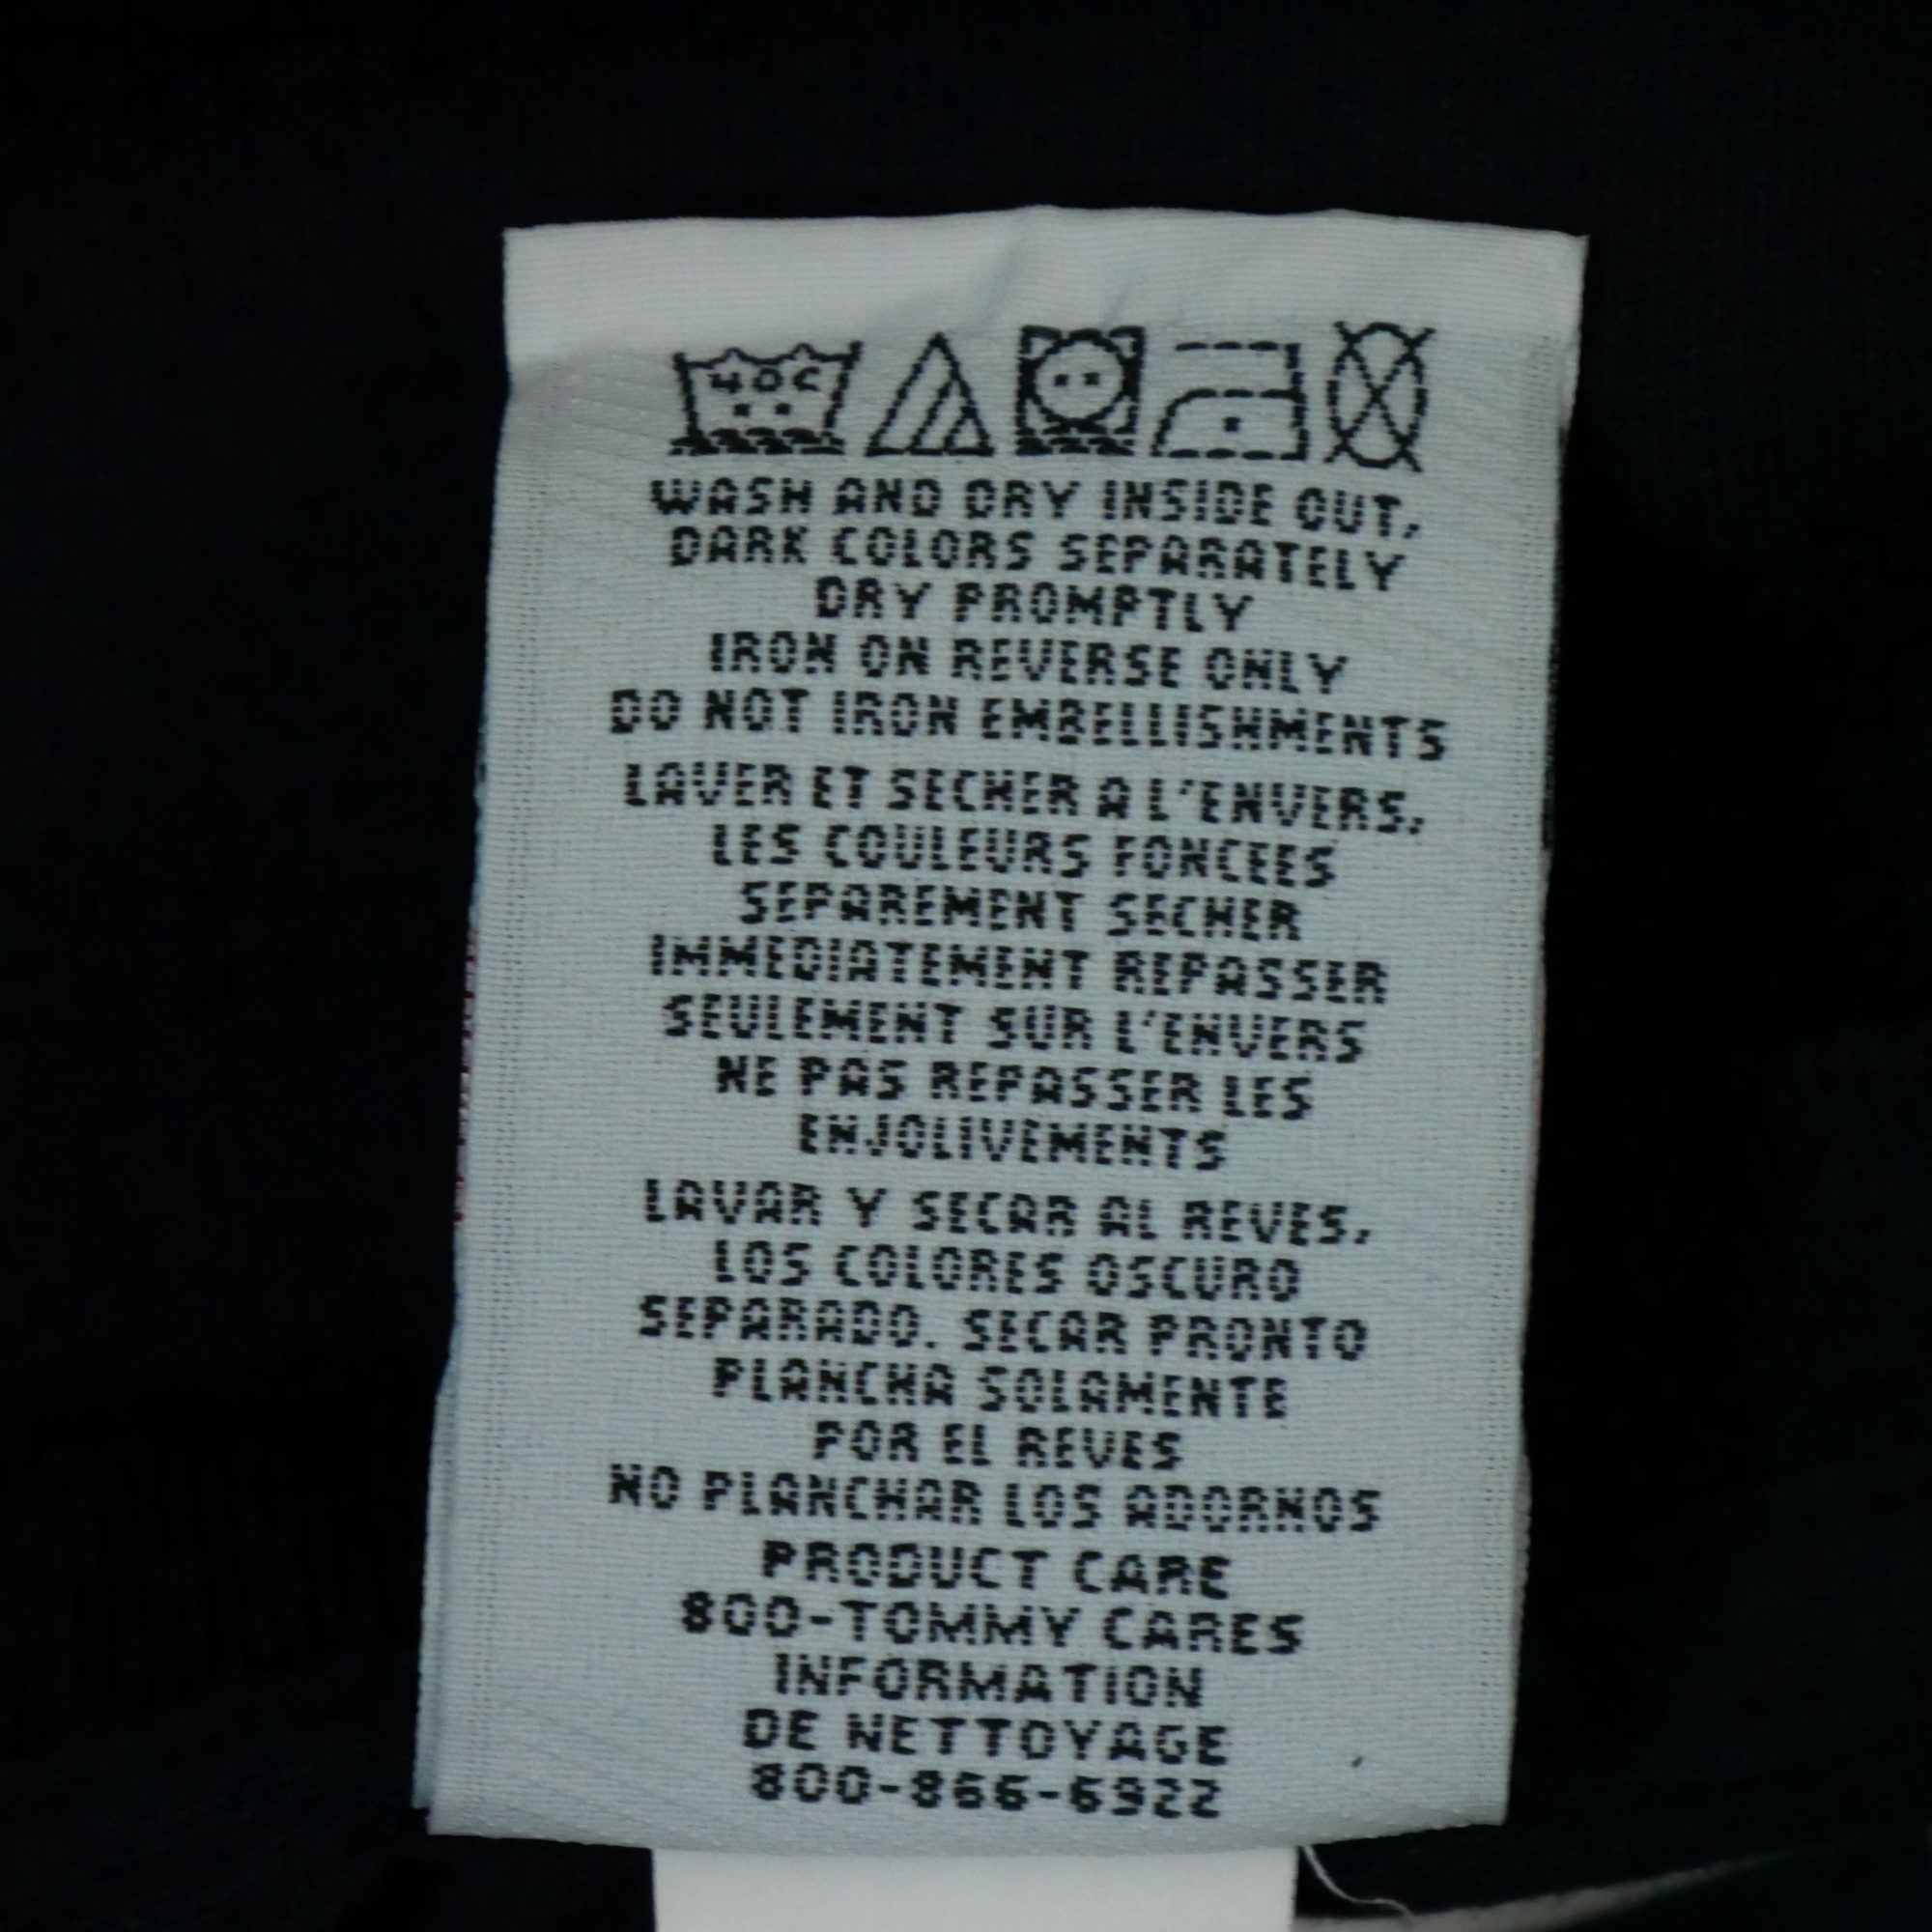 40C
WASH AND DRY INSIDE OUT,
DARK COLORS SEPARATELY
DRY PROMPTLY
IRON ON REVERSE ONLY
DO NOT IRON EMBELLISHMENTS
LAVER ET SECHER A L'ENVERS,
LES COULEURS FONCEES
SEPAREMENT SECHER
IMMEDIATEMENT REPASSER
SEULEMENT SUR L'ENVERS
NE PAS REPASSER LES
ENJOLIVEMENTS
LAVAR Y SECAR AL REVES,
LOS COLORES OSCURO
SEPARADO. SECAR PRONTO
PLANCHA SOLAMENTE
POR EL REVES
NO PLANCHAR LOS ADORNOS
PRODUCT CARE
800-TOMMY CARES
INFORMATION
DE NETTOYAGE
800-866-6922